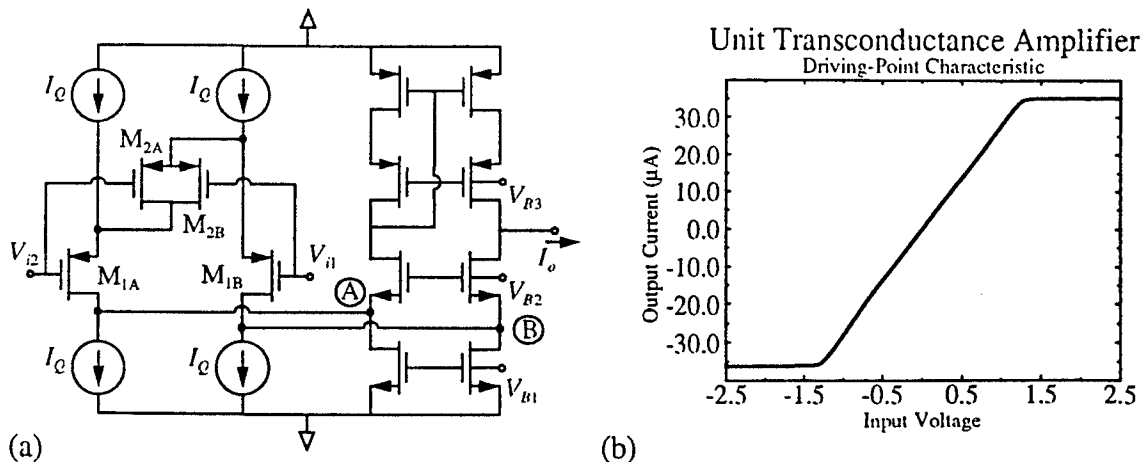 I_Q
I_Q
M_2A
M_2B
V_B3
V_i2
M_1A
M_1B
V_i1
I_o
A
V_B2
B
I_Q
I_Q
V_B1
(a)
Unit Transconductance Amplifier
Driving-Point Characteristic
Output Current (μA)
30.0
20.0
10.0
0.0
-10.0
-20.0
-30.0
-2.5 -1.5 -0.5 0.5 1.5 2.5
Input Voltage
(b)